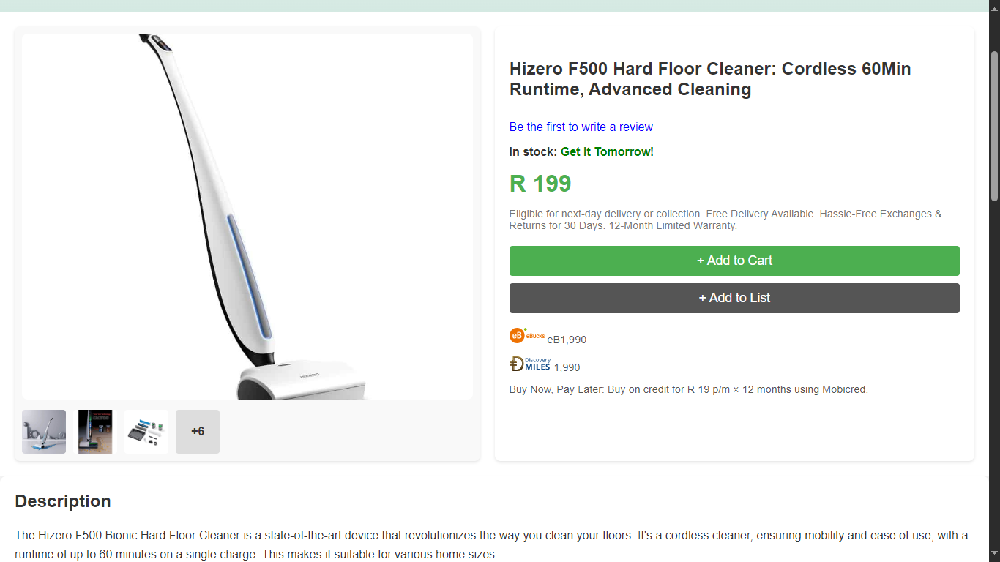 Hizero F500 Hard Floor Cleaner: Cordless 60Min
Runtime, Advanced Cleaning
Be the first to write a review
In stock: Get It Tomorrow!
R 199
Eligible for next-day delivery or collection. Free Delivery Available. Hassle-Free Exchanges &
Returns for 30 Days. 12-Month Limited Warranty.
+ Add to Cart
+ Add to List
eB eBucks eB1,990
Discovery
MILES 1,990
Buy Now, Pay Later: Buy on credit for R 19 p/m × 12 months using Mobicred.
HIZERO
+6
Description
The Hizero F500 Bionic Hard Floor Cleaner is a state-of-the-art device that revolutionizes the way you clean your floors. It's a cordless cleaner, ensuring mobility and ease of use, with a
runtime of up to 60 minutes on a single charge. This makes it suitable for various home sizes.